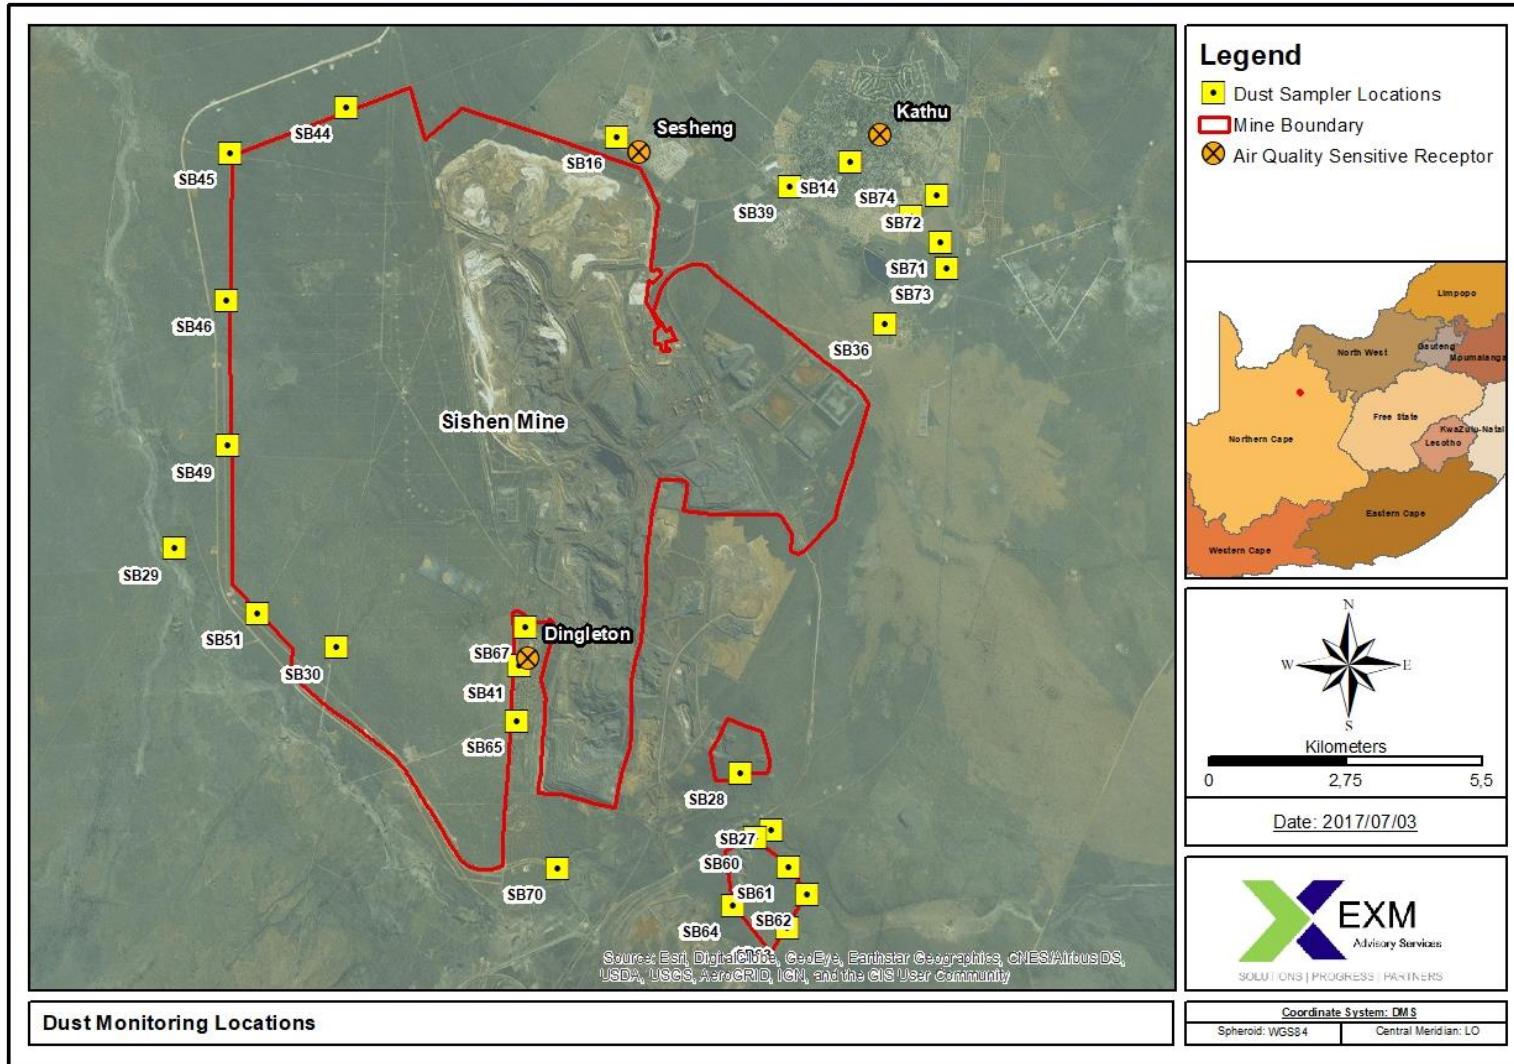 Sesheng
Kathu
SB44
SB16
SB45
SB14
SB39
SB74
SB72
SB71
SB73
SB46
SB36
Sishen Mine
SB49
SB29
SB51
Dingleton
SB67
SB30
SB41
SB65
SB28
SB27
SB60
SB70
SB61
SB62
SB64
Source: Esri, DigitalGlobe, GeoEye, Earthstar Geographics, CNES/Airbus DS,
USDA, USGS, AeroGRID, IGN, and the GIS User Community
Dust Monitoring Locations
Legend
Dust Sampler Locations
Mine Boundary
Air Quality Sensitive Receptor
Limpopo
North West
Gauteng
Mpumalanga
Free State
KwaZulu-Natal
Northern Cape
Lesotho
Eastern Cape
Western Cape
N
W E
S
Kilometers
0 2,75 5,5
Date: 2017/07/03
EXM
Advisory Services
SOLUTIONS | PROGRESS | PARTNERS
Coordinate System: DMS
Spheroid: WGS84 Central Meridian: LO